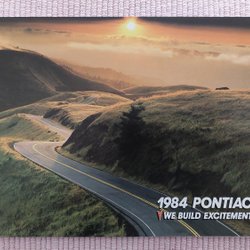 1984 PONTIAC
WE BUILD EXCITEMENT